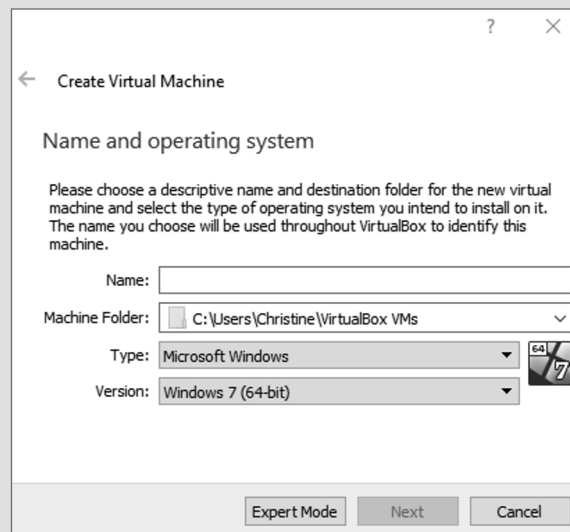 ?
Create Virtual Machine
Name and operating system
Please choose a descriptive name and destination folder for the new virtual
machine and select the type of operating system you intend to install on it.
The name you choose will be used throughout VirtualBox to identify this
machine.
Name:
Machine Folder: C:\Users\Christine\VirtualBox VMs
Type: Microsoft Windows 64
Version: Windows 7 (64-bit) 7
Expert Mode Next Cancel